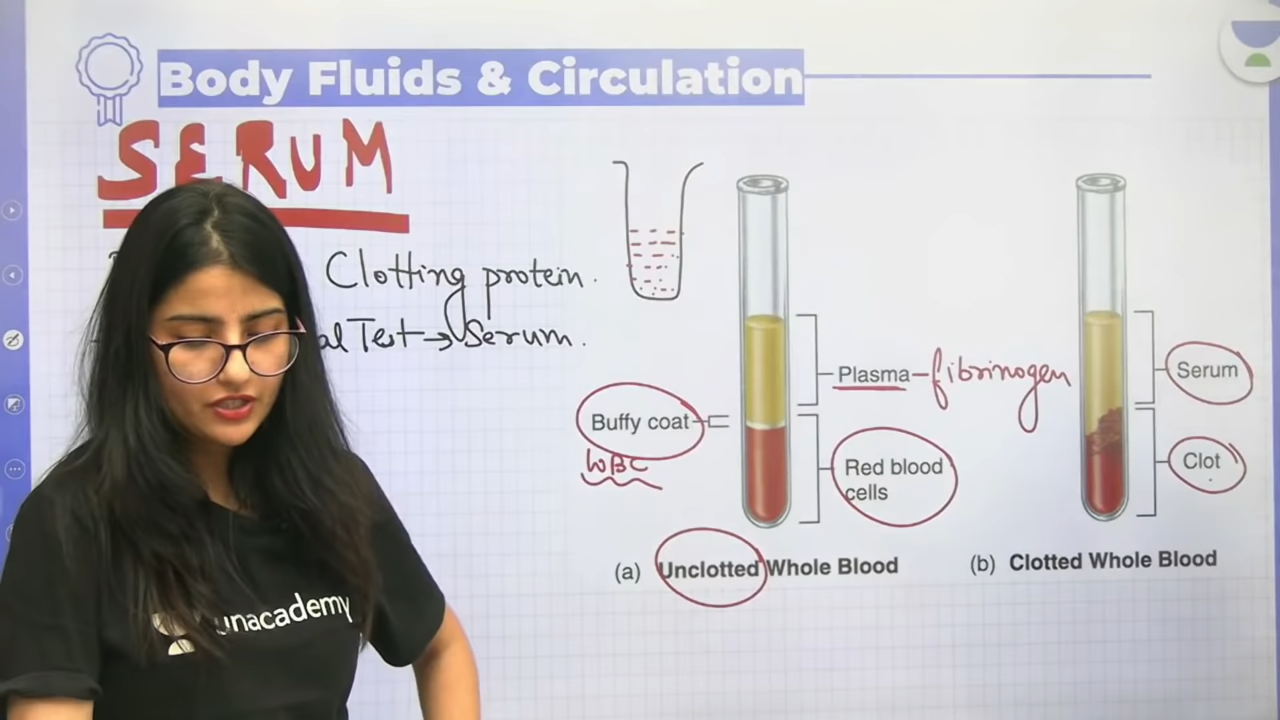 Body Fluids & Circulation
SERUM
Clotting protein.
al Test → Serum.
Plasma - fibrinogen
Serum
Buffy coat
WBC
Red blood
cells
Clot
(a) Unclotted Whole Blood
(b) Clotted Whole Blood
unacademy